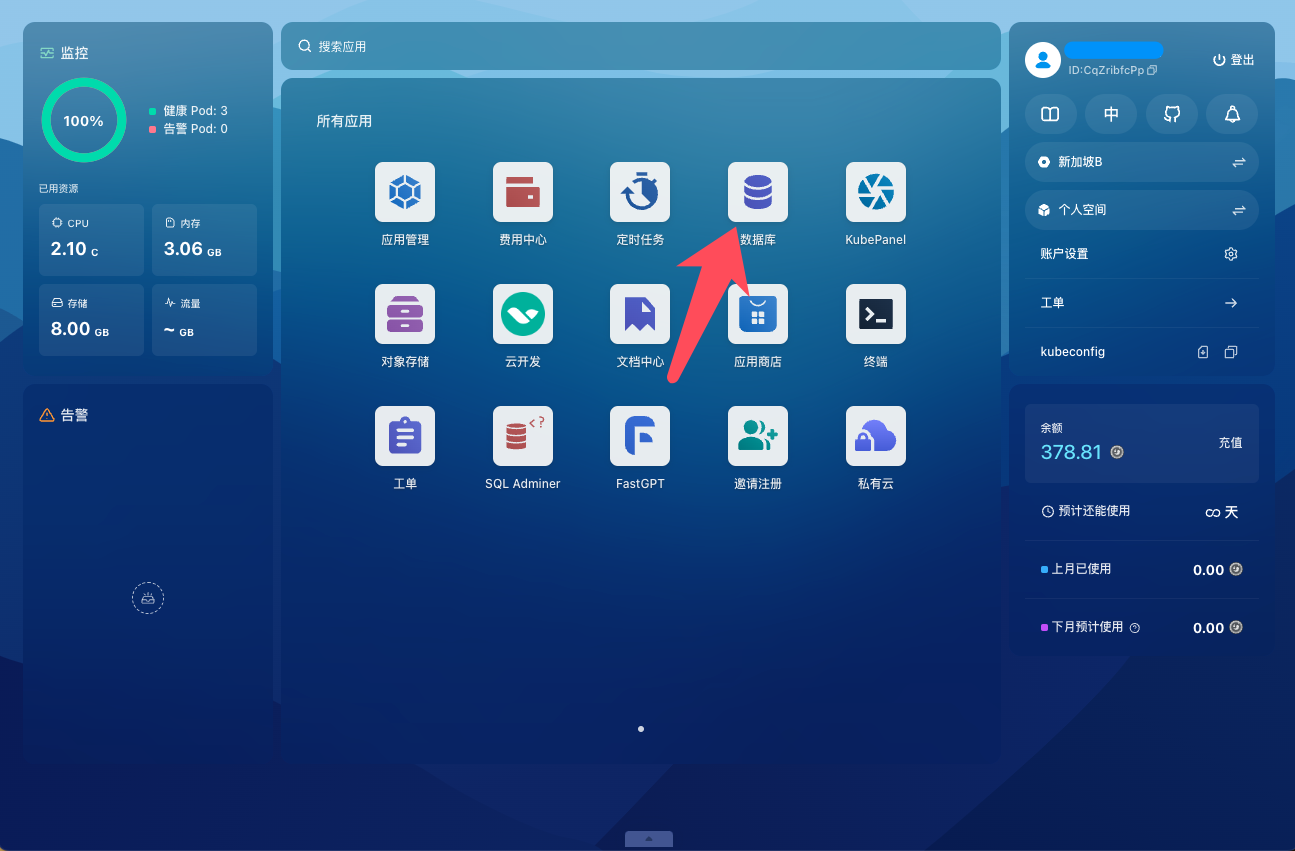 监控
100%
健康 Pod: 3
告警 Pod: 0
已用资源
CPU
2.10 C
内存
3.06 GB
存储
8.00 GB
流量
~ GB
告警
搜索应用
所有应用
应用管理
费用中心
定时任务
数据库
KubePanel
对象存储
云开发
文档中心
应用商店
终端
工单
SQL Adminer
FastGPT
邀请注册
私有云
ID:CqZribfcPp
登出
中
新加坡B
个人空间
账户设置
工单
kubeconfig
余额
378.81
充值
预计还能使用
∞ 天
上月已使用
0.00
下月预计使用
0.00